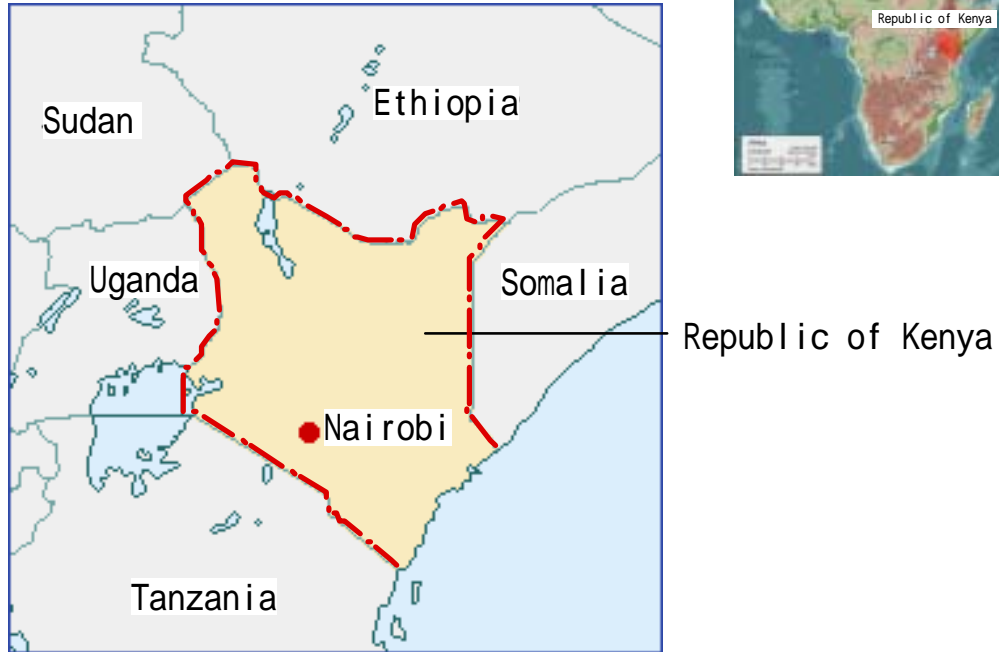 Republic of Kenya
Sudan
Ethiopia
Uganda
Somalia
Republic of Kenya
Nairobi
Tanzania